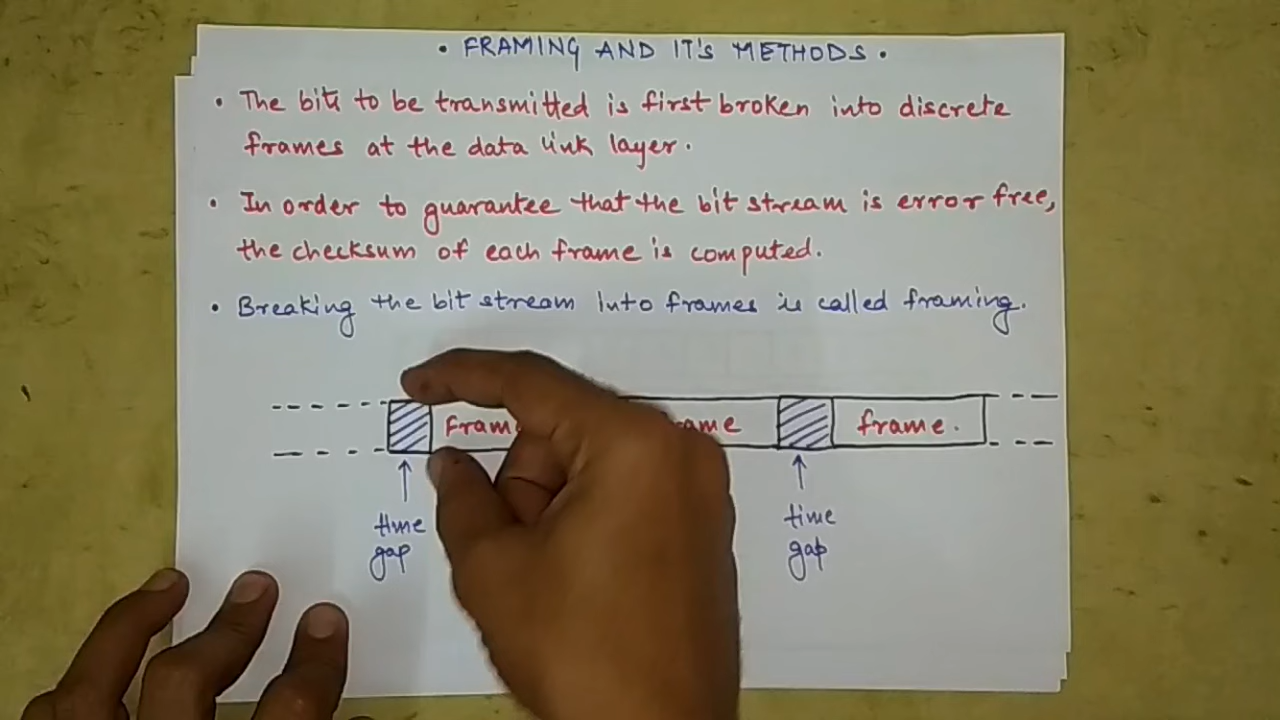 • FRAMING AND IT'S METHODS •
• The bits to be transmitted is first broken into discrete
frames at the data link layer.
• In order to guarantee that the bit stream is error free,
the checksum of each frame is computed.
• Breaking the bit stream into frames is called framing.
frame.
time
gap
time
gap